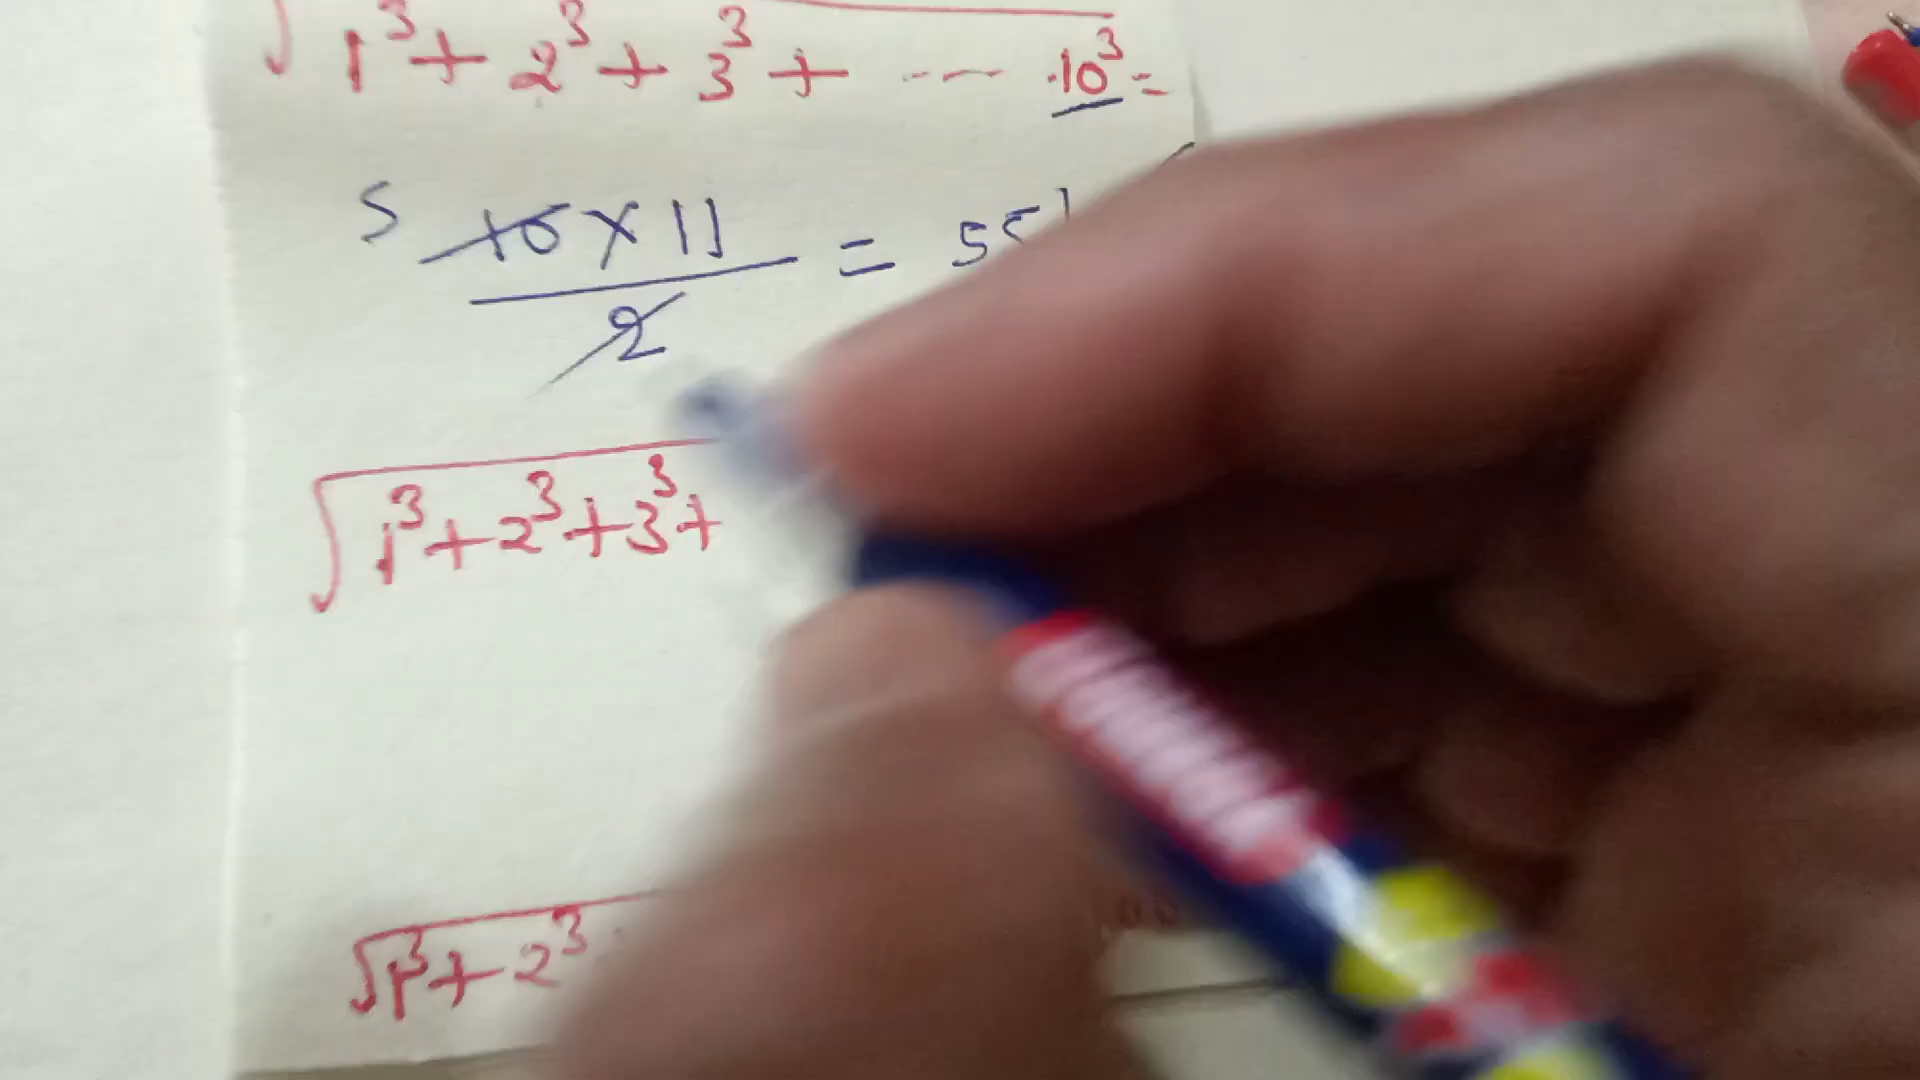 √1³ + 2³ + 3³ + ---- 10³ =
5 10 × 11 / 2 = 55
√1³ + 2³ + 3³ +
√1³ + 2³